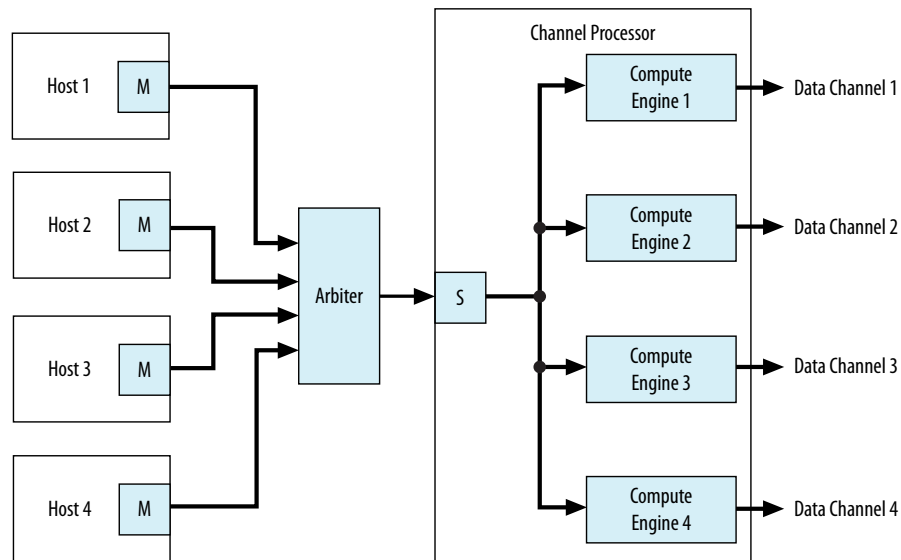 Channel Processor
Host 1
M
Compute
Engine 1
Data Channel 1
Host 2
M
Compute
Engine 2
Data Channel 2
Arbiter
S
Host 3
M
Compute
Engine 3
Data Channel 3
Host 4
M
Compute
Engine 4
Data Channel 4